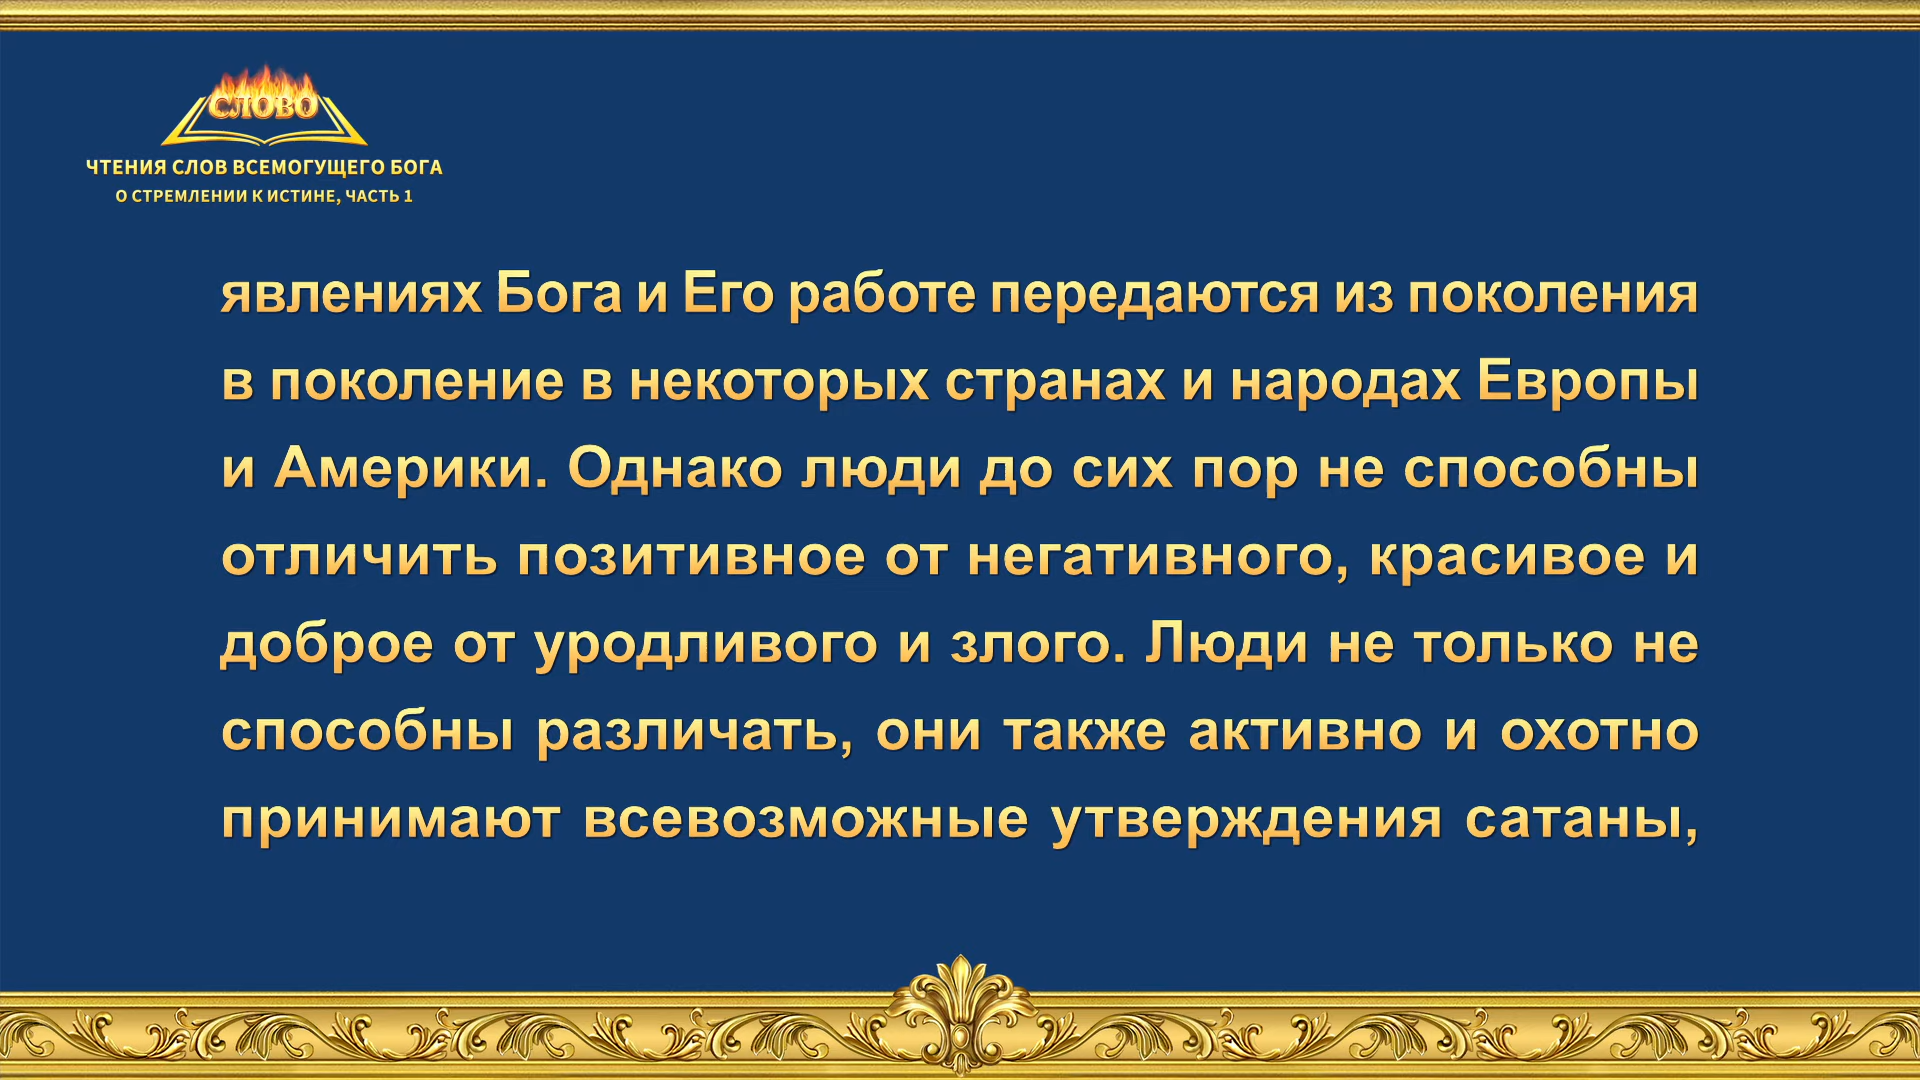 СЛОВО
ЧТЕНИЯ СЛОВ ВСЕМОГУЩЕГО БОГА
О СТРЕМЛЕНИИ К ИСТИНЕ, ЧАСТЬ 1
явлениях Бога и Его работе передаются из поколения
в поколение в некоторых странах и народах Европы
и Америки. Однако люди до сих пор не способны
отличить позитивное от негативного, красивое и
доброе от уродливого и злого. Люди не только не
способны различать, они также активно и охотно
принимают всевозможные утверждения сатаны,